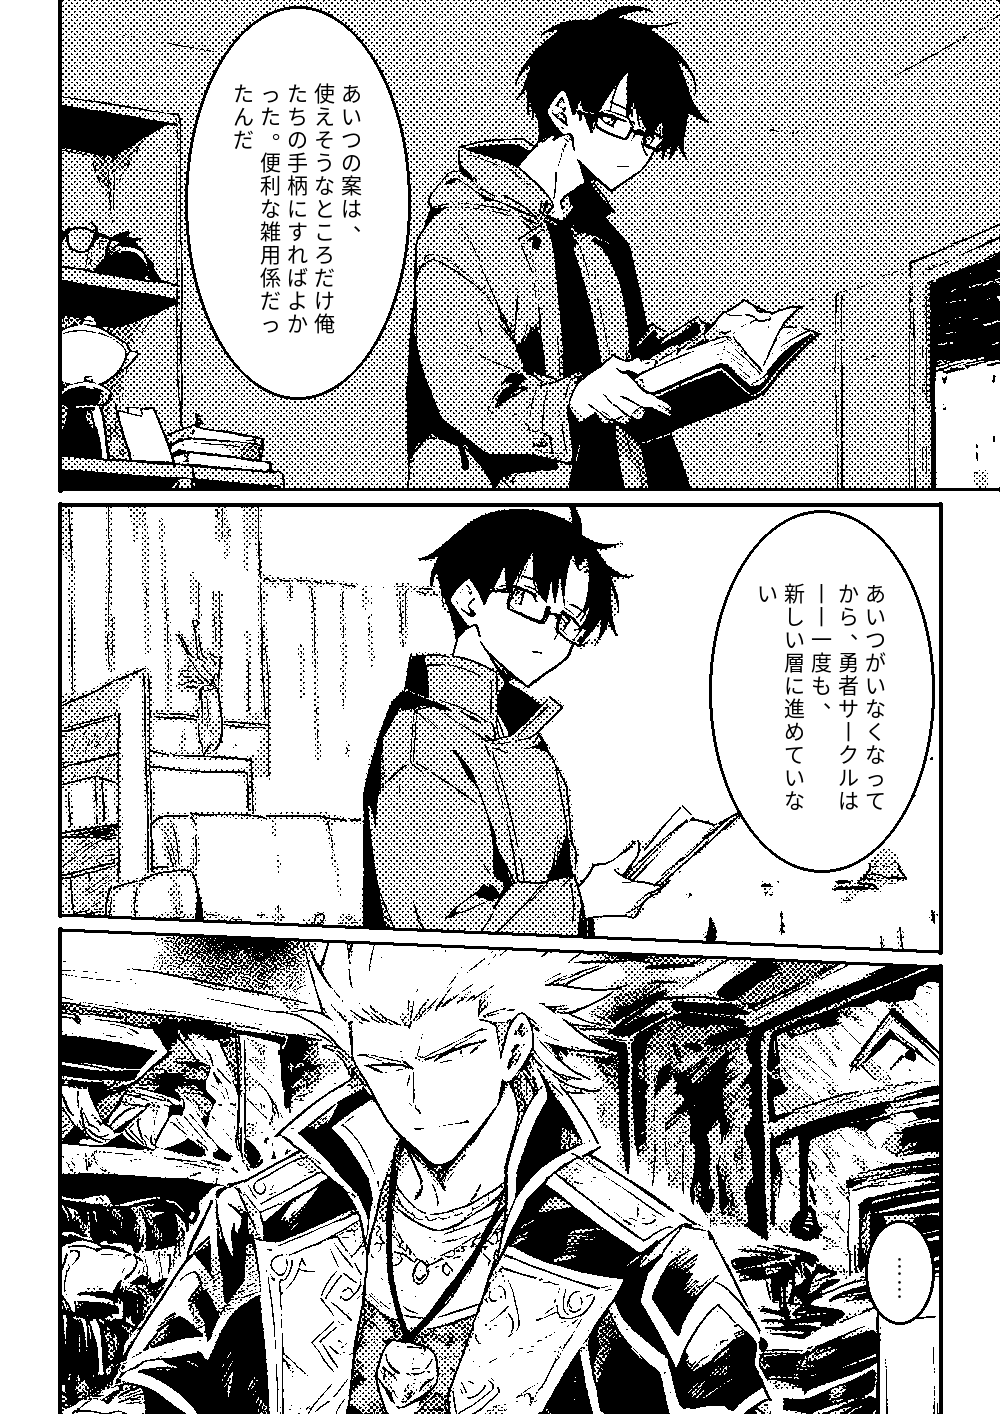 あいつの案は、
使えそうなところだけ俺
たちの手柄にすればよか
った。便利な雑用係だっ
たんだ
あいつがいなくなって
から、勇者サークルは
——一度も、
新しい層に進めていな
い
……